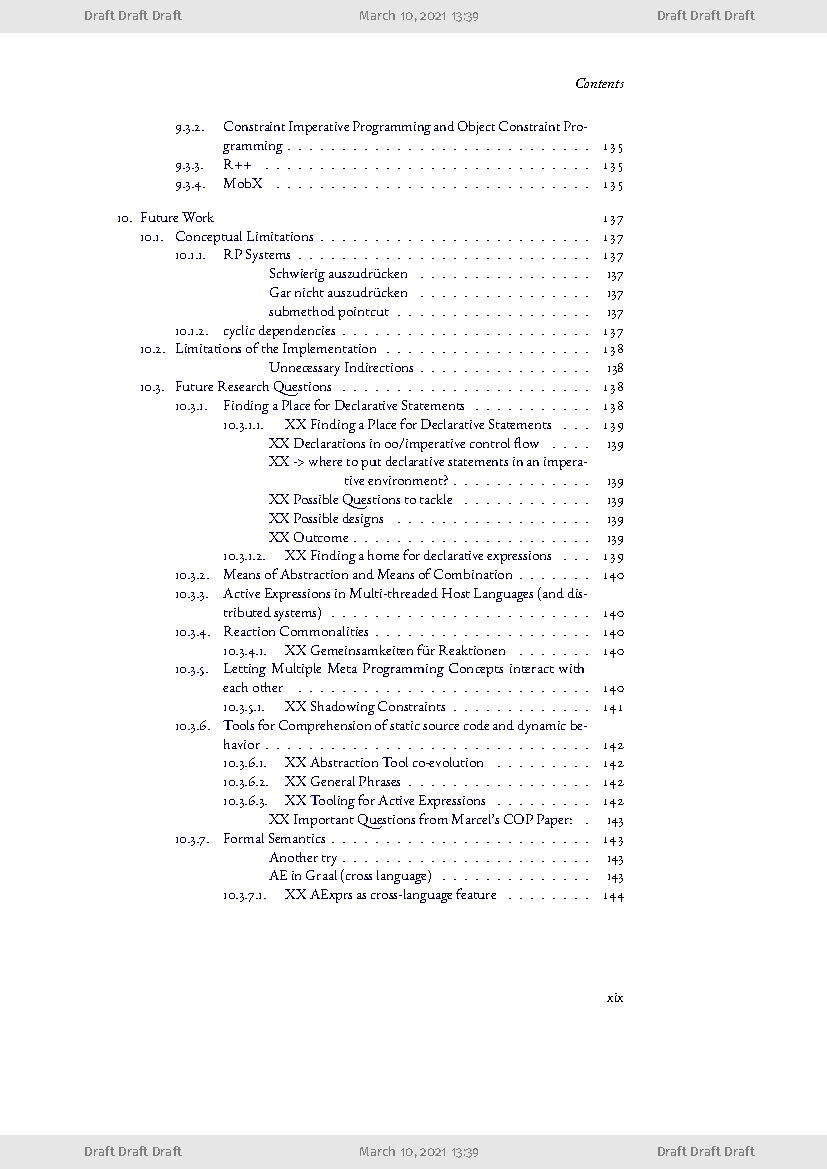 Draft Draft Draft March 10, 2021 13:39 Draft Draft Draft
Contents
9.3.2. Constraint Imperative Programming and Object Constraint Pro-
gramming . . . . . . . . . . . . . . . . . . . . . . . . . . . . 135
9.3.3. R++ . . . . . . . . . . . . . . . . . . . . . . . . . . . . . . 135
9.3.4. MobX . . . . . . . . . . . . . . . . . . . . . . . . . . . . . 135
10. Future Work 137
10.1. Conceptual Limitations . . . . . . . . . . . . . . . . . . . . . . . 137
10.1.1. RP Systems . . . . . . . . . . . . . . . . . . . . . . . . . . . 137
Schwierig auszudrücken . . . . . . . . . . . . . . . . 137
Gar nicht auszudrücken . . . . . . . . . . . . . . . . 137
submethod pointcut . . . . . . . . . . . . . . . . . . 137
10.1.2. cyclic dependencies . . . . . . . . . . . . . . . . . . . . . . . 137
10.2. Limitations of the Implementation . . . . . . . . . . . . . . . . . . 138
Unnecessary Indirections . . . . . . . . . . . . . . . . 138
10.3. Future Research Questions . . . . . . . . . . . . . . . . . . . . . . 138
10.3.1. Finding a Place for Declarative Statements . . . . . . . . . . . 138
10.3.1.1. XX Finding a Place for Declarative Statements . . . 139
XX Declarations in oo/imperative control flow . . . . 139
XX -> where to put declarative statements in an impera-
tive environment? . . . . . . . . . . . . . 139
XX Possible Questions to tackle . . . . . . . . . . . . 139
XX Possible designs . . . . . . . . . . . . . . . . . . 139
XX Outcome . . . . . . . . . . . . . . . . . . . . . 139
10.3.1.2. XX Finding a home for declarative expressions . . . 139
10.3.2. Means of Abstraction and Means of Combination . . . . . . . 140
10.3.3. Active Expressions in Multi-threaded Host Languages (and dis-
tributed systems) . . . . . . . . . . . . . . . . . . . . . . . . 140
10.3.4. Reaction Commonalities . . . . . . . . . . . . . . . . . . . . 140
10.3.4.1. XX Gemeinsamkeiten für Reaktionen . . . . . . . 140
10.3.5. Letting Multiple Meta Programming Concepts interact with
each other . . . . . . . . . . . . . . . . . . . . . . . . . . . 140
10.3.5.1. XX Shadowing Constraints . . . . . . . . . . . . . 141
10.3.6. Tools for Comprehension of static source code and dynamic be-
havior . . . . . . . . . . . . . . . . . . . . . . . . . . . . . . 142
10.3.6.1. XX Abstraction Tool co-evolution . . . . . . . . . 142
10.3.6.2. XX General Phrases . . . . . . . . . . . . . . . . . 142
10.3.6.3. XX Tooling for Active Expressions . . . . . . . . . 142
XX Important Questions from Marcel's COP Paper: . 143
10.3.7. Formal Semantics . . . . . . . . . . . . . . . . . . . . . . . . 143
Another try . . . . . . . . . . . . . . . . . . . . . . 143
AE in Graal (cross language) . . . . . . . . . . . . . . 143
10.3.7.1. XX AExprs as cross-language feature . . . . . . . . 144
xix
Draft Draft Draft March 10, 2021 13:39 Draft Draft Draft